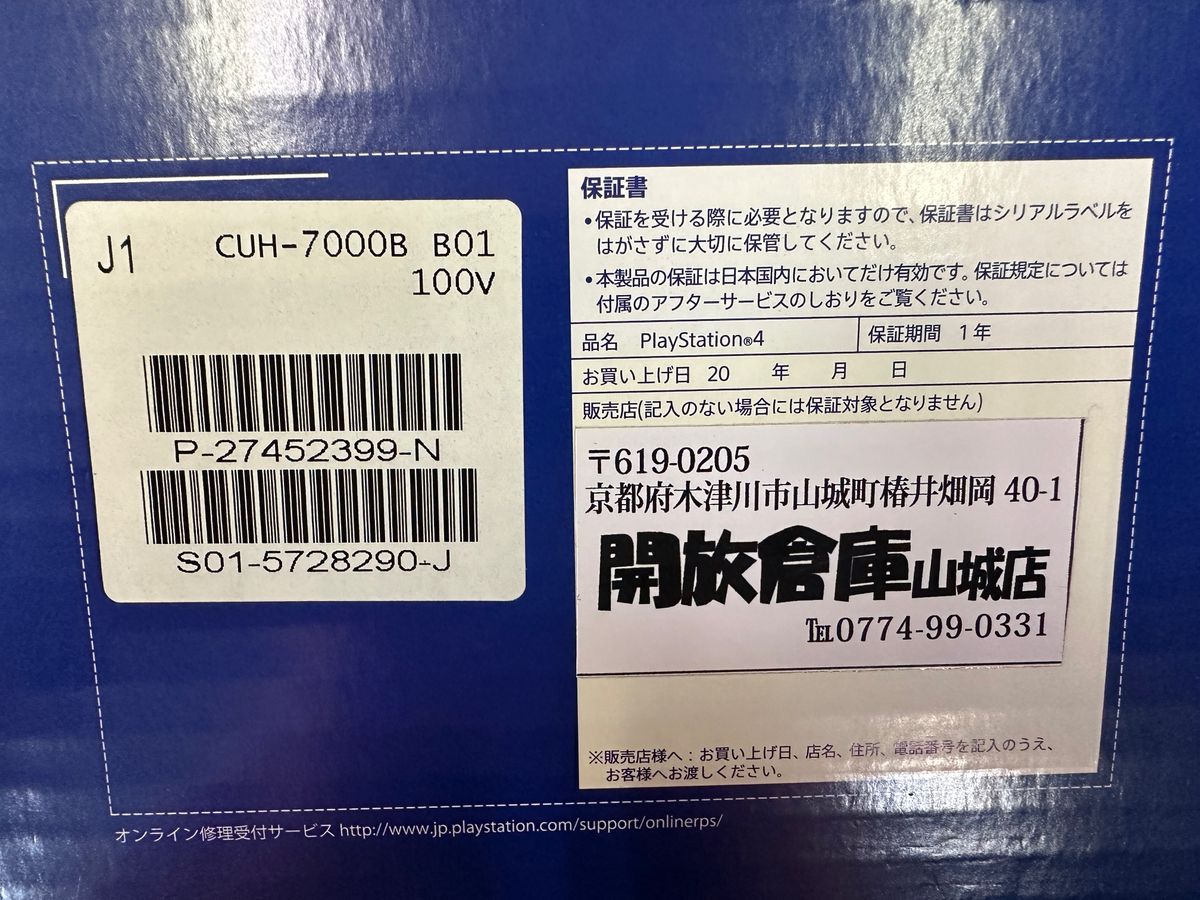 J1
CUH-7000B B01
100V
P-27452399-N
S01-5728290-J
保証書
•保証を受ける際に必要となりますので、保証書はシリアルラベルを
はがさずに大切に保管してください。
•本製品の保証は日本国内においてだけ有効です。保証規定については
付属のアフターサービスのしおりをご覧ください。
品名 PlayStation®4 保証期間 1年
お買い上げ日 20 年 月 日
販売店(記入のない場合には保証対象となりません)
〒619-0205
京都府木津川市山城町椿井畑岡 40-1
開放倉庫山城店
℡0774-99-0331
※販売店様へ：お買い上げ日、店名、住所、電話番号を記入のうえ、
お客様へお渡しください。
オンライン修理受付サービス http://www.jp.playstation.com/support/onlinerps/